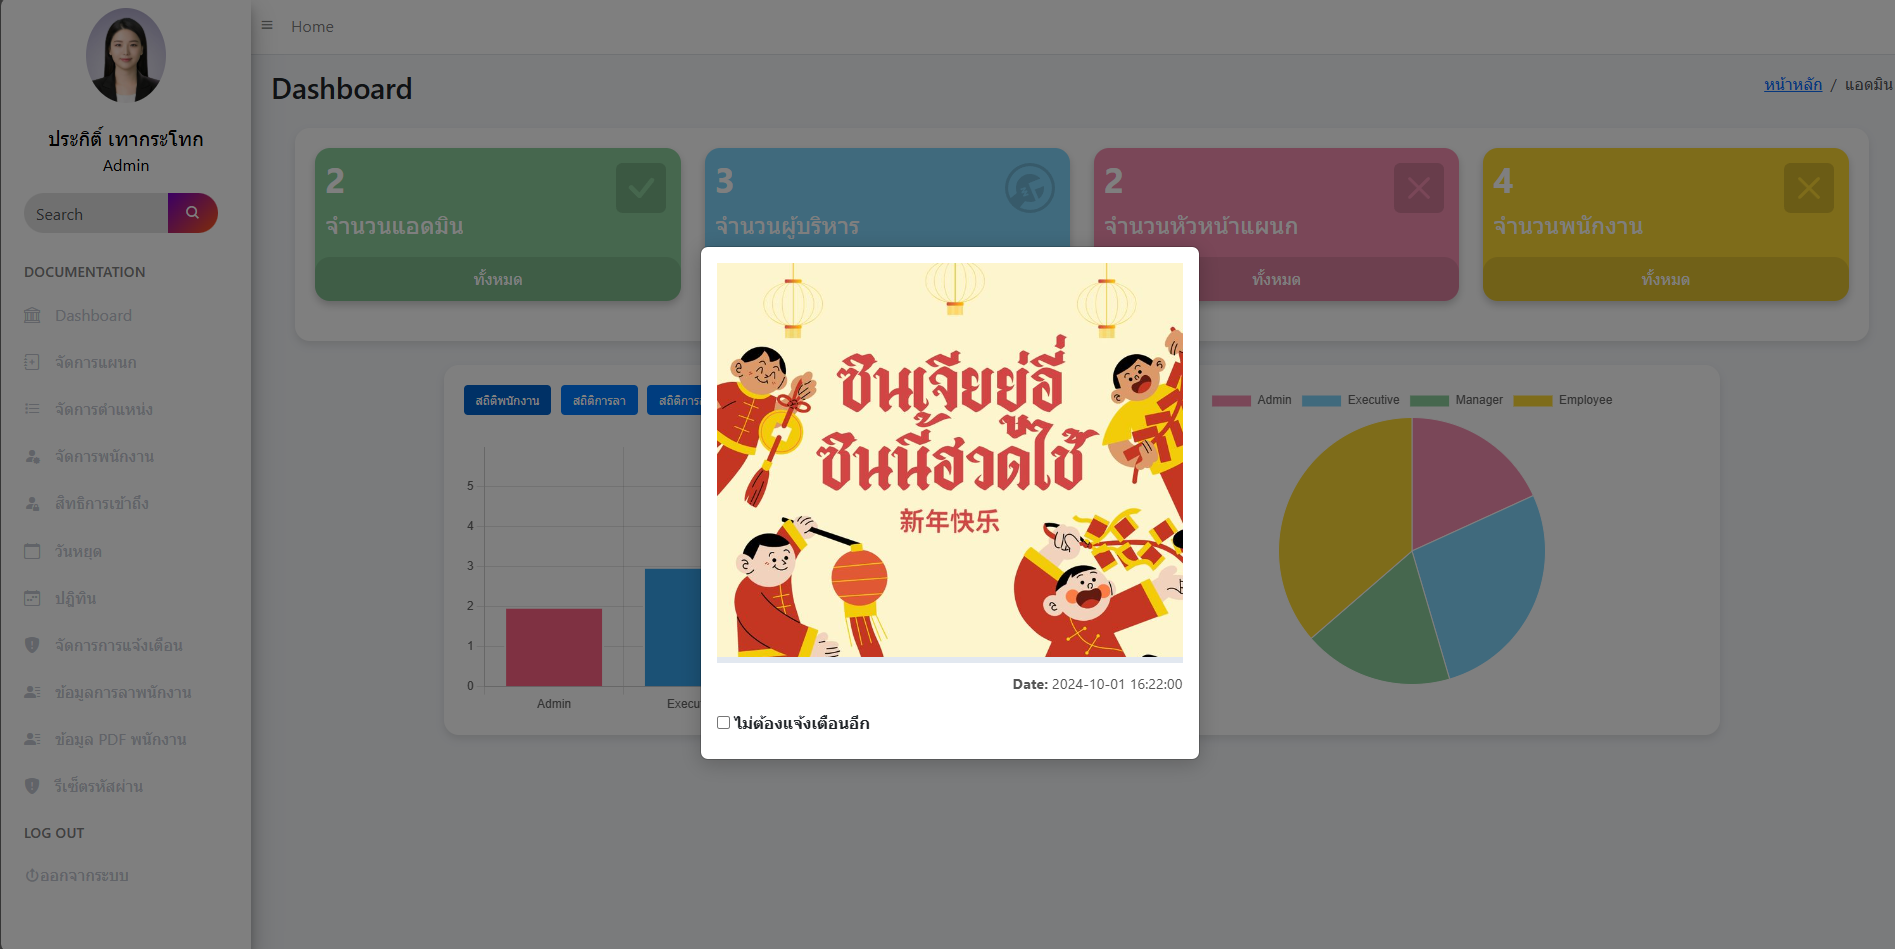 ประกิติ์ เทากระโทก
Admin
Search
DOCUMENTATION
Dashboard
จัดการแผนก
จัดการตำแหน่ง
จัดการพนักงาน
สิทธิการเข้าถึง
วันหยุด
ปฏิทิน
จัดการการแจ้งเตือน
ข้อมูลการลาพนักงาน
ข้อมูล PDF พนักงาน
รีเซ็ตรหัสผ่าน
LOG OUT
ออกจากระบบ
Home
Dashboard
หน้าหลัก / แอดมิน
2
จำนวนแอดมิน
ทั้งหมด
3
จำนวนผู้บริหาร
2
จำนวนหัวหน้าแผนก
ทั้งหมด
4
จำนวนพนักงาน
ทั้งหมด
สถิติพนักงาน
สถิติการลา
5
4
3
2
1
0
Admin
ซินเจียยู่อี่
ซินนี้ฮวดไช้
新年快乐
Date: 2024-10-01 16:22:00
ไม่ต้องแจ้งเตือนอีก
Admin Executive Manager Employee